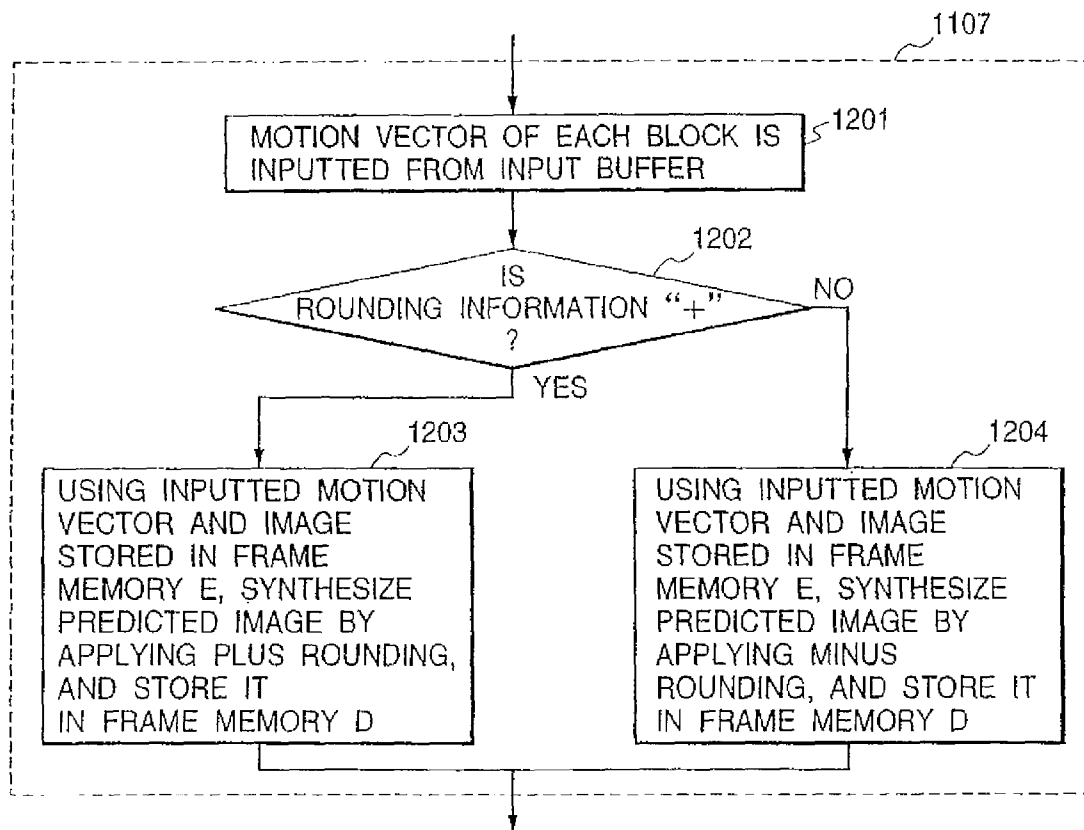 1107
MOTION VECTOR OF EACH BLOCK IS
INPUTTED FROM INPUT BUFFER
1201
1202
IS
ROUNDING INFORMATION “+”
?
NO
YES
1203
USING INPUTTED MOTION
VECTOR AND IMAGE
STORED IN FRAME
MEMORY E, SYNTHESIZE
PREDICTED IMAGE BY
APPLYING PLUS ROUNDING,
AND STORE IT
IN FRAME MEMORY D
1204
USING INPUTTED MOTION
VECTOR AND IMAGE
STORED IN FRAME
MEMORY E, SYNTHESIZE
PREDICTED IMAGE BY
APPLYING MINUS
ROUNDING, AND STORE IT
IN FRAME MEMORY D